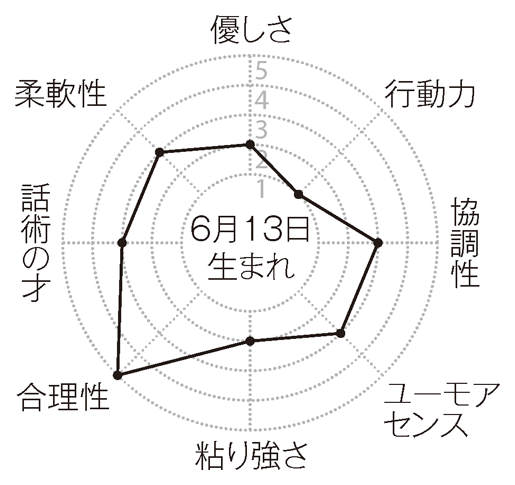 優しさ
行動力
協調性
ユーモア
センス
粘り強さ
合理性
話術の才
柔軟性
5
4
3
2
1
6月13日
生まれ